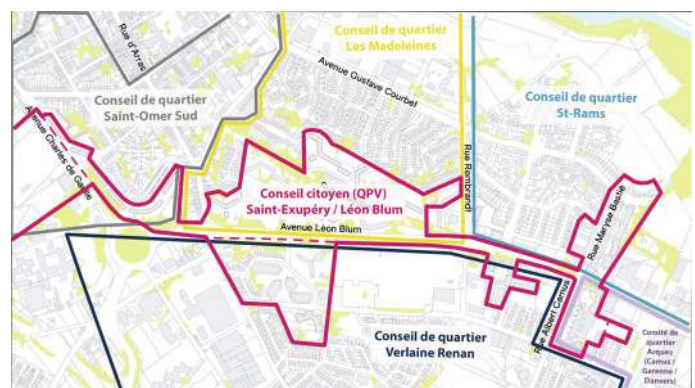 Conseil de quartier
Les Madeleines
Rue d'Arras
Avenue Gustave Courbet
Conseil de quartier
Saint-Omer Sud
Conseil de quartier
St-Rams
Avenue Charles de Gaulle
Rue Rembrandt
Conseil citoyen (QPV)
Saint-Exupéry / Léon Blum
Avenue Léon Blum
Rue Maryse Bastié
Conseil de quartier
Verlaine Renan
Rue Albert Camus
Comité de
quartier
Arques
(Camus /
Garenne /
Danvers)